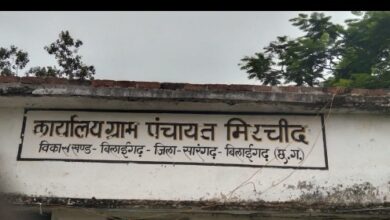 कार्यालय ग्राम पंचायत मिरचीद
विकासखण्ड-बिलाईगढ़-जिला-सारंगढ़-बिलाईगढ़ (छ.ग.)